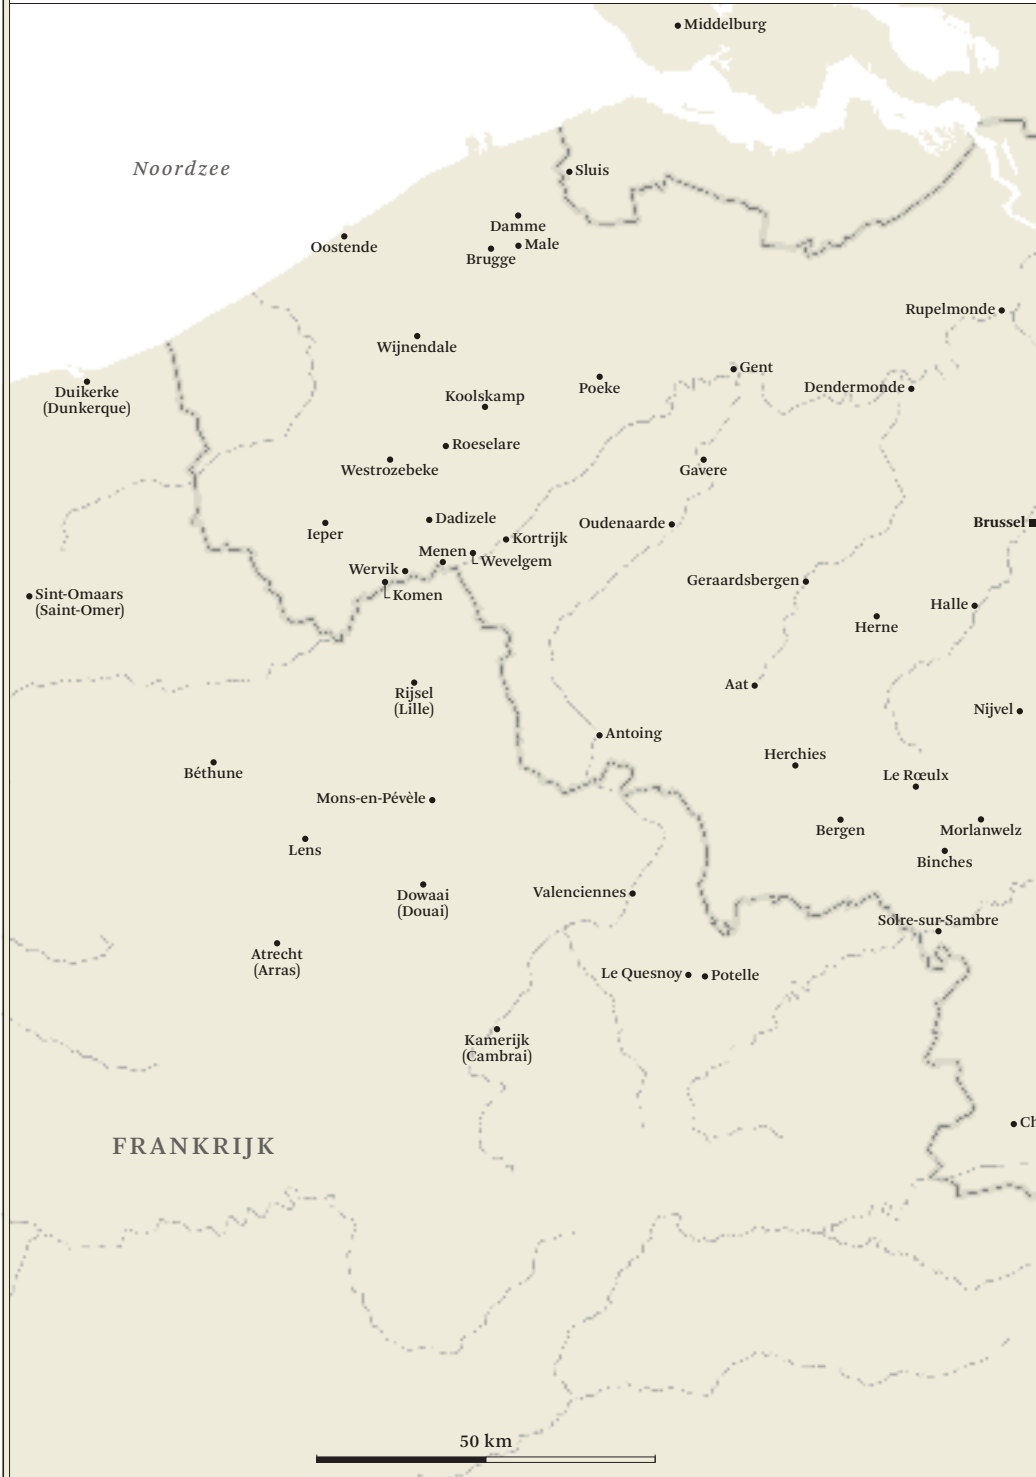 Middelburg
Noordzee
Sluis
Damme
Oostende
Male
Brugge
Rupelmonde
Wijnendale
Gent
Poeke
Dendermonde
Duikerke
(Dunkerque)
Koolskamp
Roeselare
Westrozebeke
Gavere
Dadizele
Oudenaarde
Brussel
Ieper
Kortrijk
Menen
Wevelgem
Wervik
Geraardsbergen
Komen
Sint-Omaars
(Saint-Omer)
Halle
Herne
Aat
Rijsel
(Lille)
Nijvel
Antoing
Herchies
Béthune
Le Rœulx
Mons-en-Pévèle
Bergen
Morlanwelz
Lens
Binches
Dowaai
(Douai)
Valenciennes
Solre-sur-Sambre
Atrecht
(Arras)
Le Quesnoy
Potelle
Kamerijk
(Cambrai)
Ch
FRANKRIJK
50 km